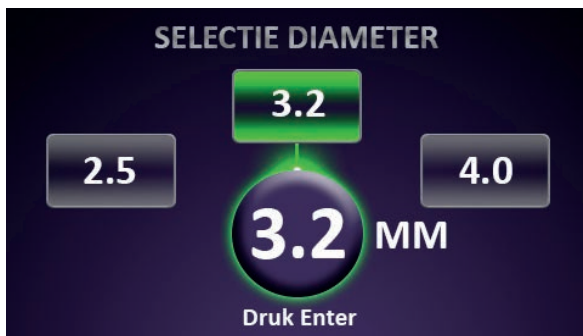 SELECTIE DIAMETER
3.2
2.5
4.0
3.2 MM
Druk Enter